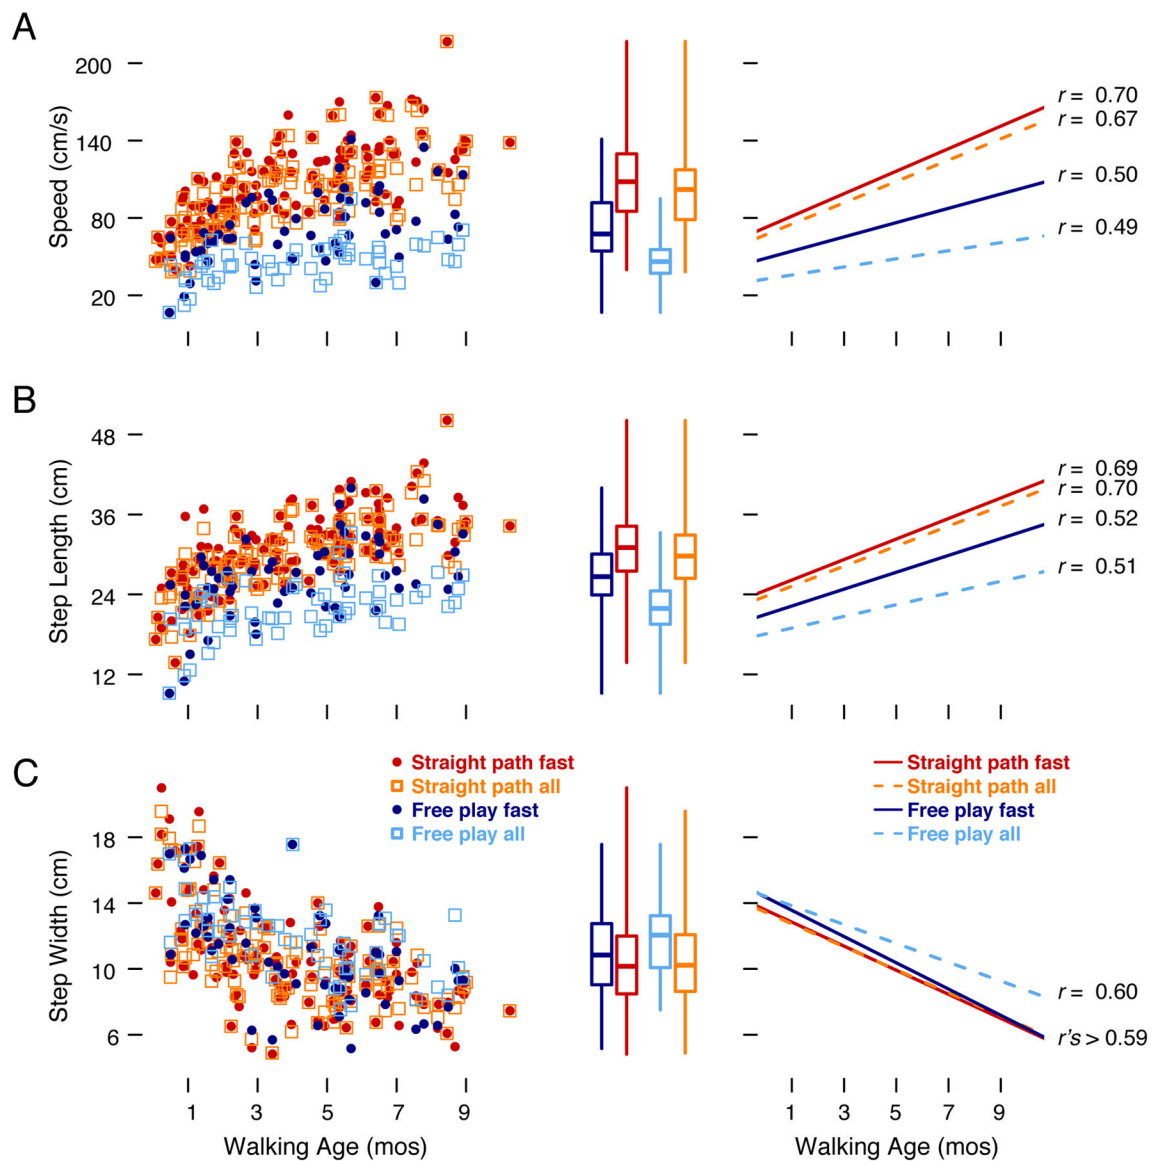 A
Speed (cm/s)
200
140
80
20
r = 0.70
r = 0.67
r = 0.50
r = 0.49
B
Step Length (cm)
48
36
24
12
r = 0.69
r = 0.70
r = 0.52
r = 0.51
C
Step Width (cm)
18
14
10
6
Straight path fast
Straight path all
Free play fast
Free play all
Straight path fast
Straight path all
Free play fast
Free play all
r = 0.60
r's > 0.59
1 3 5 7 9
Walking Age (mos)
1 3 5 7 9
Walking Age (mos)